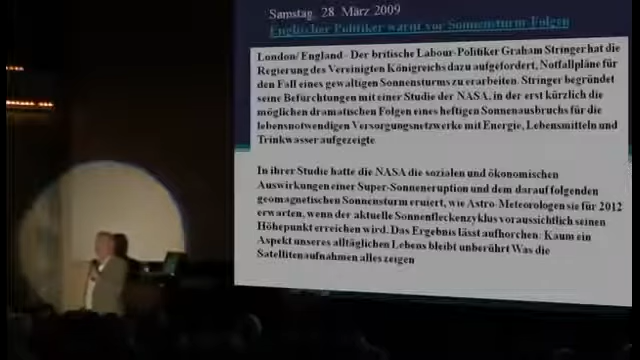 Samstag, 28. März 2009
Englischer Politiker warnt vor Sonnensturm-Folgen
London/ England - Der britische Labour-Politiker Graham Stringer hat die
Regierung des Vereinigten Königreichs dazu aufgefordert, Notfallpläne für
den Fall eines gewaltigen Sonnensturms zu erarbeiten. Stringer begründet
seine Befürchtungen mit einer Studie der NASA, in der erst kürzlich die
möglichen dramatischen Folgen eines heftigen Sonnenausbruchs für die
lebensnotwendigen Versorgungsnetzwerke mit Energie, Lebensmitteln und
Trinkwasser aufgezeigte
In ihrer Studie hatte die NASA die sozialen und ökonomischen
Auswirkungen einer Super-Sonneneruption und dem darauf folgenden
geomagnetischen Sonnensturm eruiert, wie Astro-Meteorologen sie für 2012
erwarten, wenn der aktuelle Sonnenfleckenzyklus voraussichtlich seinen
Höhepunkt erreichen wird. Das Ergebnis lässt aufhorchen: Kaum ein
Aspekt unseres alltäglichen Lebens bleibt unberührt Was die
Satellitenaufnahmen alles zeigen